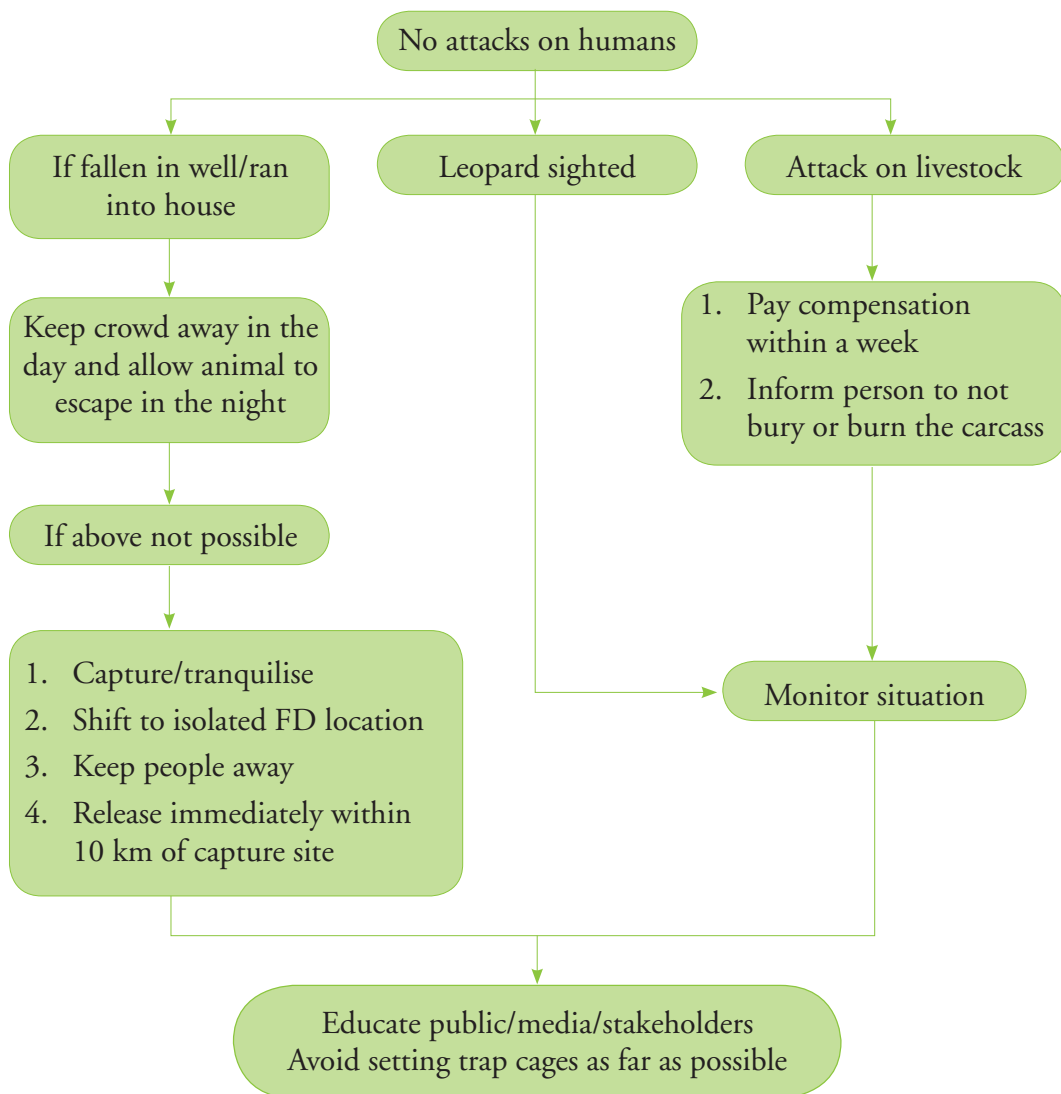 No attacks on humans
If fallen in well/ran
into house
Leopard sighted
Attack on livestock
Keep crowd away in the
day and allow animal to
escape in the night
1. Pay compensation
within a week
2. Inform person to not
bury or burn the carcass
If above not possible
1. Capture/tranquilise
2. Shift to isolated FD location
3. Keep people away
4. Release immediately within
10 km of capture site
Monitor situation
Educate public/media/stakeholders
Avoid setting trap cages as far as possible